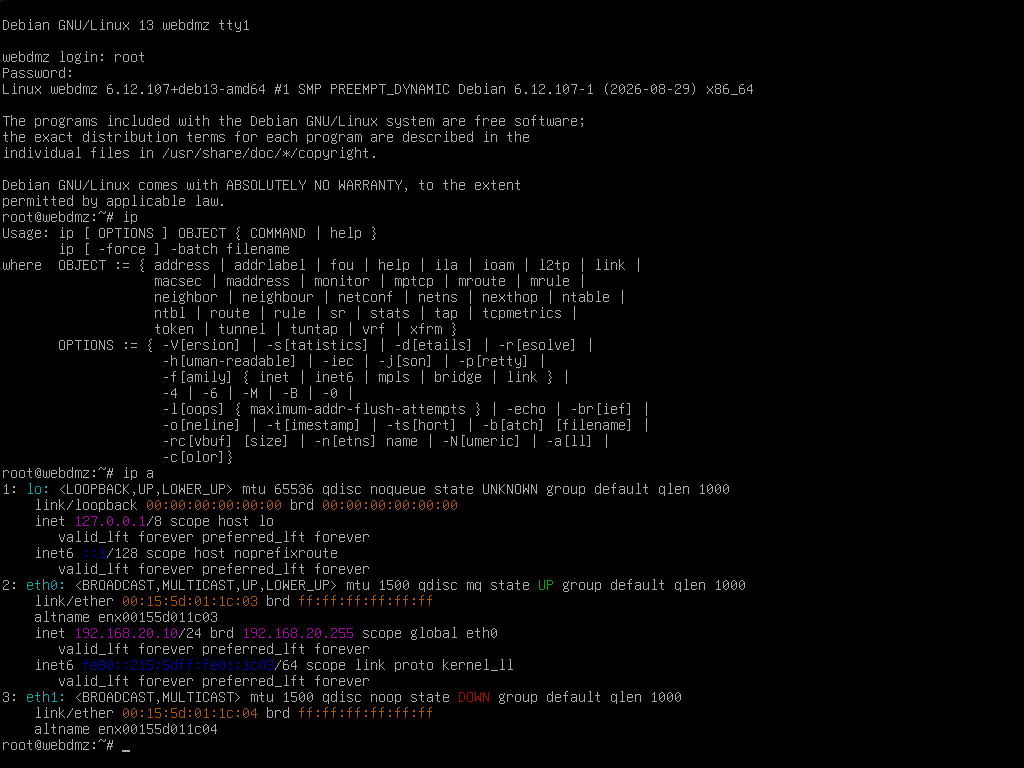 Debian GNU/Linux 13 webdmz tty1
webdmz login: root
Password:
Linux webdmz 6.12.107+deb13-amd64 #1 SMP PREEMPT_DYNAMIC Debian 6.12.107-1 (2026-08-29) x86_64
The programs included with the Debian GNU/Linux system are free software;
the exact distribution terms for each program are described in the
individual files in /usr/share/doc/*/copyright.
Debian GNU/Linux comes with ABSOLUTELY NO WARRANTY, to the extent
permitted by applicable law.
root@webdmz:~# ip
Usage: ip [ OPTIONS ] OBJECT { COMMAND | help }
       ip [ -force ] -batch filename
where  OBJECT := { address | addrlabel | fou | help | ila | ioam | l2tp | link |
                   macsec | maddress | monitor | mptcp | mroute | mrule |
                   neighbor | neighbour | netconf | netns | nexthop | ntable |
                   ntbl | route | rule | sr | stats | tap | tcpmetrics |
                   token | tunnel | tuntap | vrf | xfrm }
       OPTIONS := { -V[ersion] | -s[tatistics] | -d[etails] | -r[esolve] |
                    -h[uman-readable] | -iec | -j[son] | -p[retty] |
                    -f[amily] { inet | inet6 | mpls | bridge | link } |
                    -4 | -6 | -M | -B | -0 |
                    -l[oops] { maximum-addr-flush-attempts } | -echo | -br[ief] |
                    -o[neline] | -t[imestamp] | -ts[hort] | -b[atch] [filename] |
                    -rc[vbuf] [size] | -n[etns] name | -N[umeric] | -a[ll] |
                    -c[olor]}
root@webdmz:~# ip a
1: lo: <LOOPBACK,UP,LOWER_UP> mtu 65536 qdisc noqueue state UNKNOWN group default qlen 1000
    link/loopback 00:00:00:00:00:00 brd 00:00:00:00:00:00
    inet 127.0.0.1/8 scope host lo
       valid_lft forever preferred_lft forever
    inet6 ::1/128 scope host noprefixroute
       valid_lft forever preferred_lft forever
2: eth0: <BROADCAST,MULTICAST,UP,LOWER_UP> mtu 1500 qdisc mq state UP group default qlen 1000
    link/ether 00:15:5d:01:1c:03 brd ff:ff:ff:ff:ff:ff
    altname enx00155d011c03
    inet 192.168.20.10/24 brd 192.168.20.255 scope global eth0
       valid_lft forever preferred_lft forever
    inet6 fe80::215:5dff:fe01:1c03/64 scope link proto kernel_ll
       valid_lft forever preferred_lft forever
3: eth1: <BROADCAST,MULTICAST> mtu 1500 qdisc noop state DOWN group default qlen 1000
    link/ether 00:15:5d:01:1c:04 brd ff:ff:ff:ff:ff:ff
    altname enx00155d011c04
root@webdmz:~# _